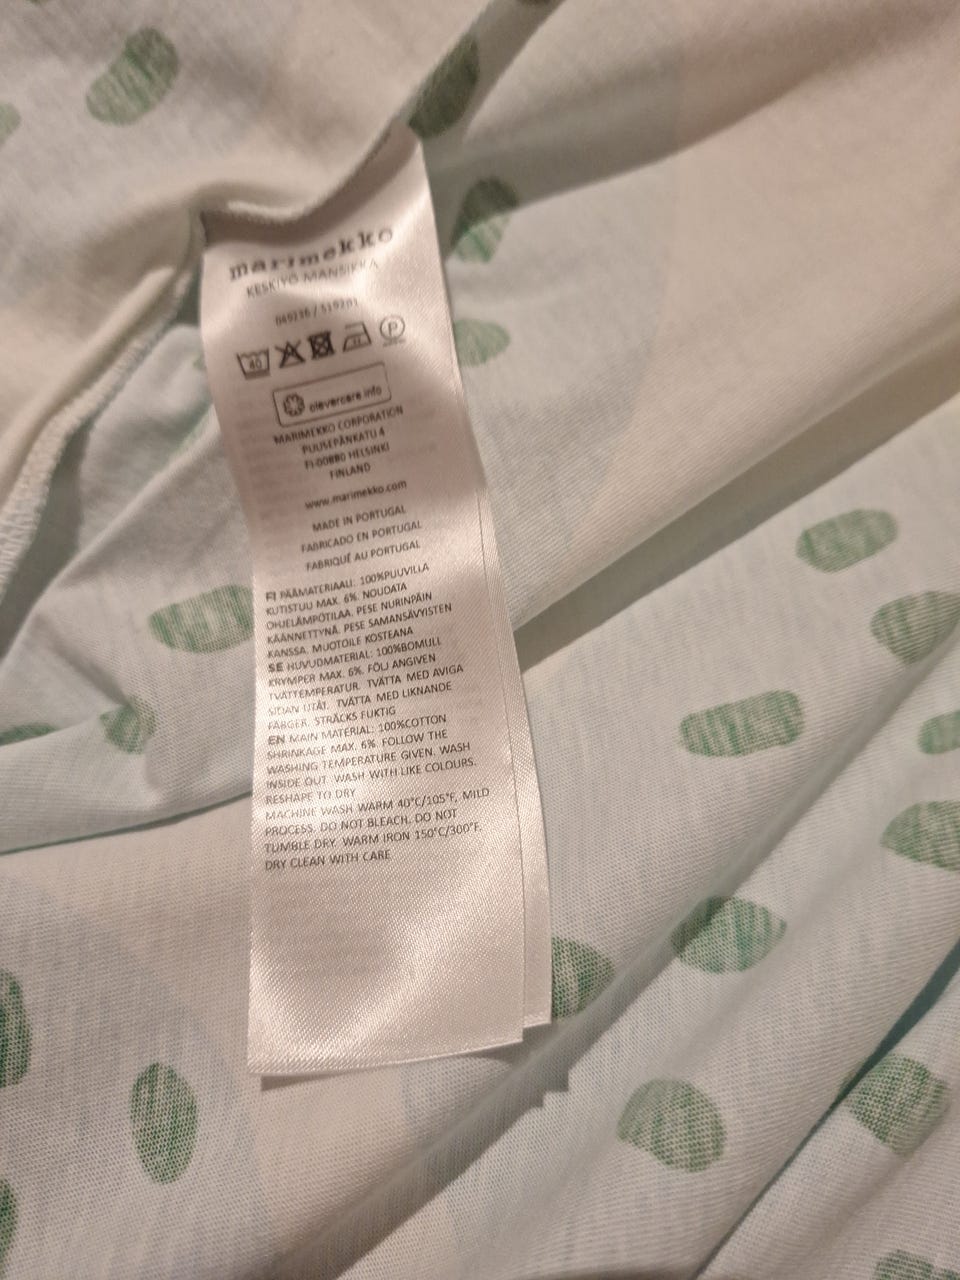 marimekko
KESKIYÖ MANSIKKA
049236 /
40
P
clevercare.info
MARIMEKKO CORPORATION
PUUSEPÄNKATU 4
FI-00880 HELSINKI
FINLAND
www.marimekko.com
MADE IN PORTUGAL
FABRICADO EN PORTUGAL
FABRIQUÉ AU PORTUGAL
FI PÄÄMATERIAALI: 100%PUUVILLA
KUTISTUU MAX. 6%. NOUDATA
OHJELÄMPÖTILAA. PESE NURINPÄIN
KÄÄNNETTYNÄ. PESE SAMANSÄVYISTEN
KANSSA. MUOTOILE KOSTEANA
SE HUVUDMATERIAL: 100%BOMULL
KRYMPER MAX. 6%. FÖLJ ANGIVEN
TVÄTTEMPERATUR. TVÄTTA MED AVIGA
SIDAN UTÅT. TVÄTTA MED LIKNANDE
FÄRGER. STRÄCKS FUKTIG
EN MAIN MATERIAL: 100%COTTON
SHRINKAGE MAX. 6%. FOLLOW THE
WASHING TEMPERATURE GIVEN. WASH
INSIDE OUT. WASH WITH LIKE COLOURS.
RESHAPE TO DRY
MACHINE WASH WARM 40°C/105°F, MILD
PROCESS. DO NOT BLEACH. DO NOT
TUMBLE DRY. WARM IRON 150°C/300°F.
DRY CLEAN WITH CARE